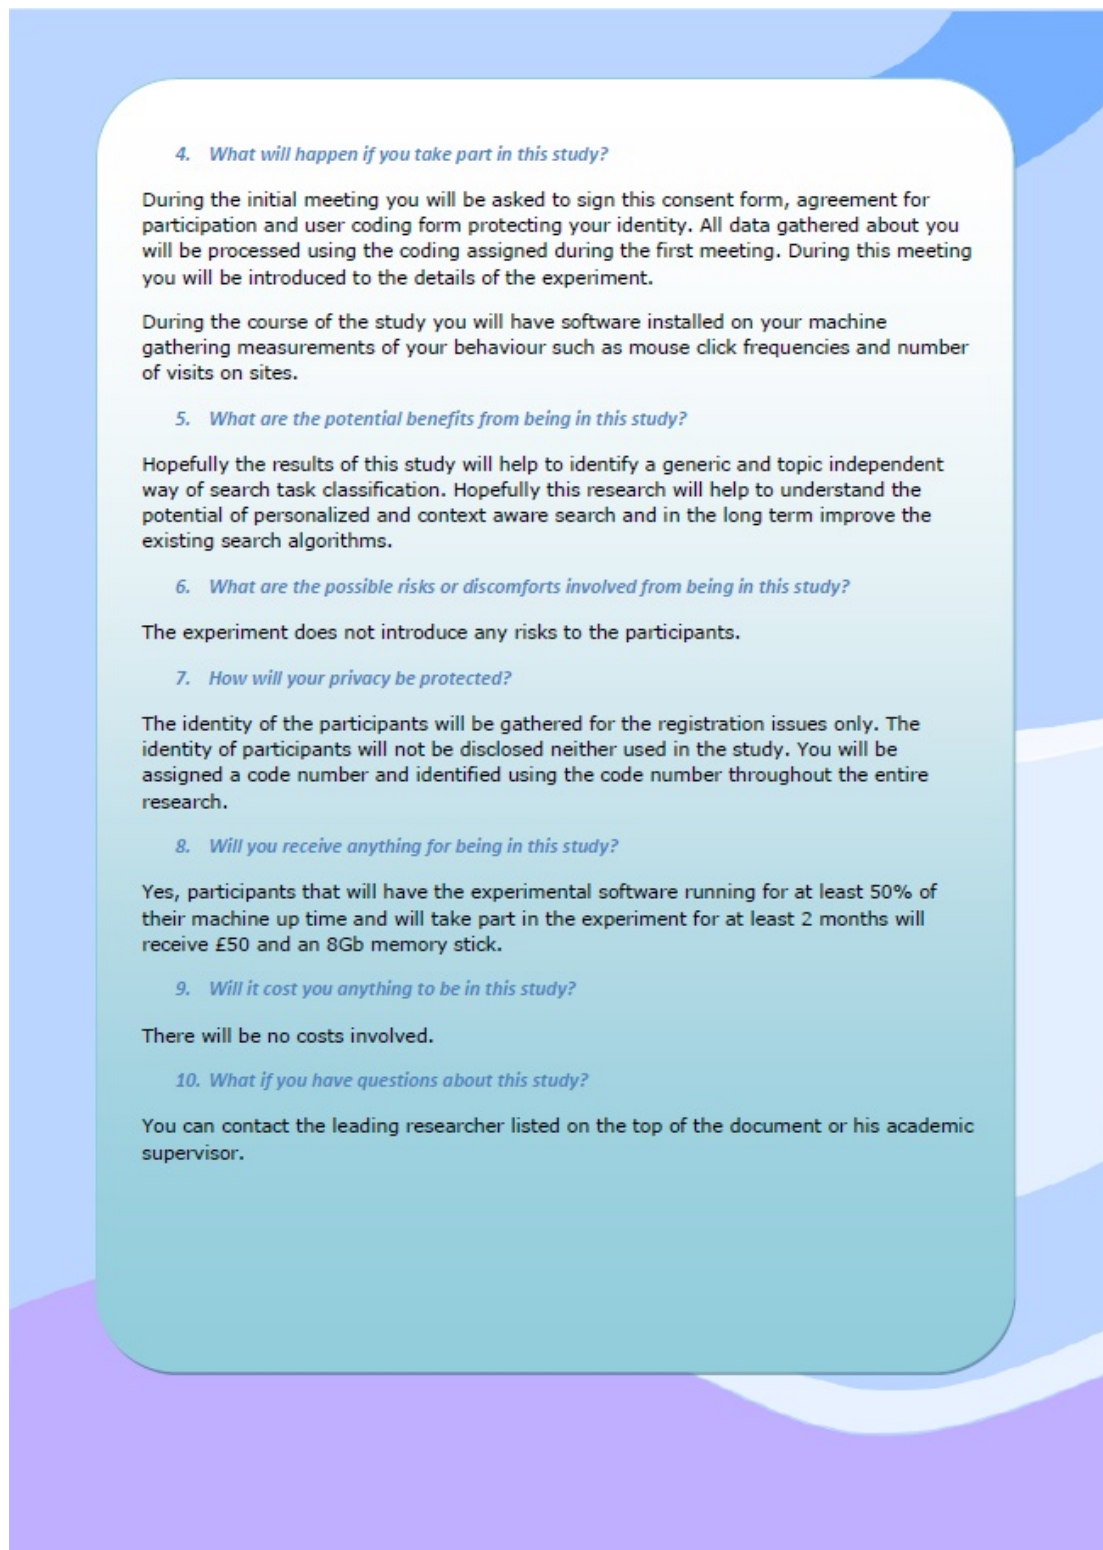 4. What will happen if you take part in this study?
During the initial meeting you will be asked to sign this consent form, agreement for
participation and user coding form protecting your identity. All data gathered about you
will be processed using the coding assigned during the first meeting. During this meeting
you will be introduced to the details of the experiment.
During the course of the study you will have software installed on your machine
gathering measurements of your behaviour such as mouse click frequencies and number
of visits on sites.
5. What are the potential benefits from being in this study?
Hopefully the results of this study will help to identify a generic and topic independent
way of search task classification. Hopefully this research will help to understand the
potential of personalized and context aware search and in the long term improve the
existing search algorithms.
6. What are the possible risks or discomforts involved from being in this study?
The experiment does not introduce any risks to the participants.
7. How will your privacy be protected?
The identity of the participants will be gathered for the registration issues only. The
identity of participants will not be disclosed neither used in the study. You will be
assigned a code number and identified using the code number throughout the entire
research.
8. Will you receive anything for being in this study?
Yes, participants that will have the experimental software running for at least 50% of
their machine up time and will take part in the experiment for at least 2 months will
receive £50 and an 8Gb memory stick.
9. Will it cost you anything to be in this study?
There will be no costs involved.
10. What if you have questions about this study?
You can contact the leading researcher listed on the top of the document or his academic
supervisor.